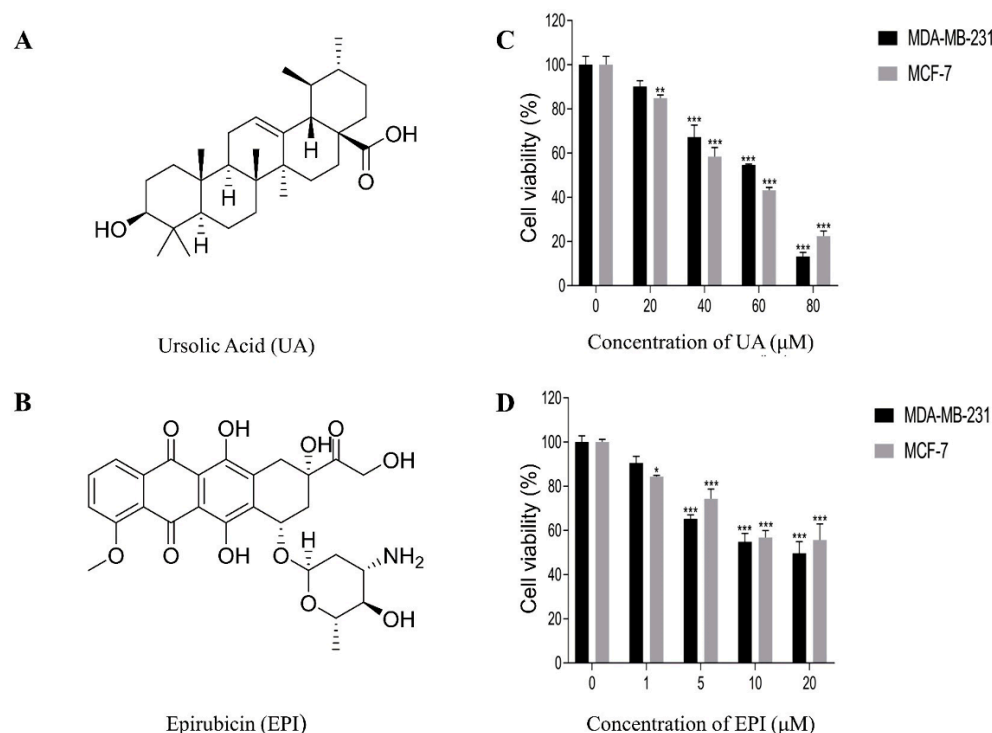 A
H
H
H
HO
OH
O
Ursolic Acid (UA)
C
MDA-MB-231
MCF-7
Cell viability (%)
120
100
80
60
40
20
0
**
***
***
***
***
***
***
0 20 40 60 80
Concentration of UA (μM)
B
O OH OH O
OH
O
O OH
O H
NH₂
O
OH
Epirubicin (EPI)
D
MDA-MB-231
MCF-7
Cell viability (%)
120
100
80
60
40
20
0
*
***
***
***
***
***
***
0 1 5 10 20
Concentration of EPI (μM)